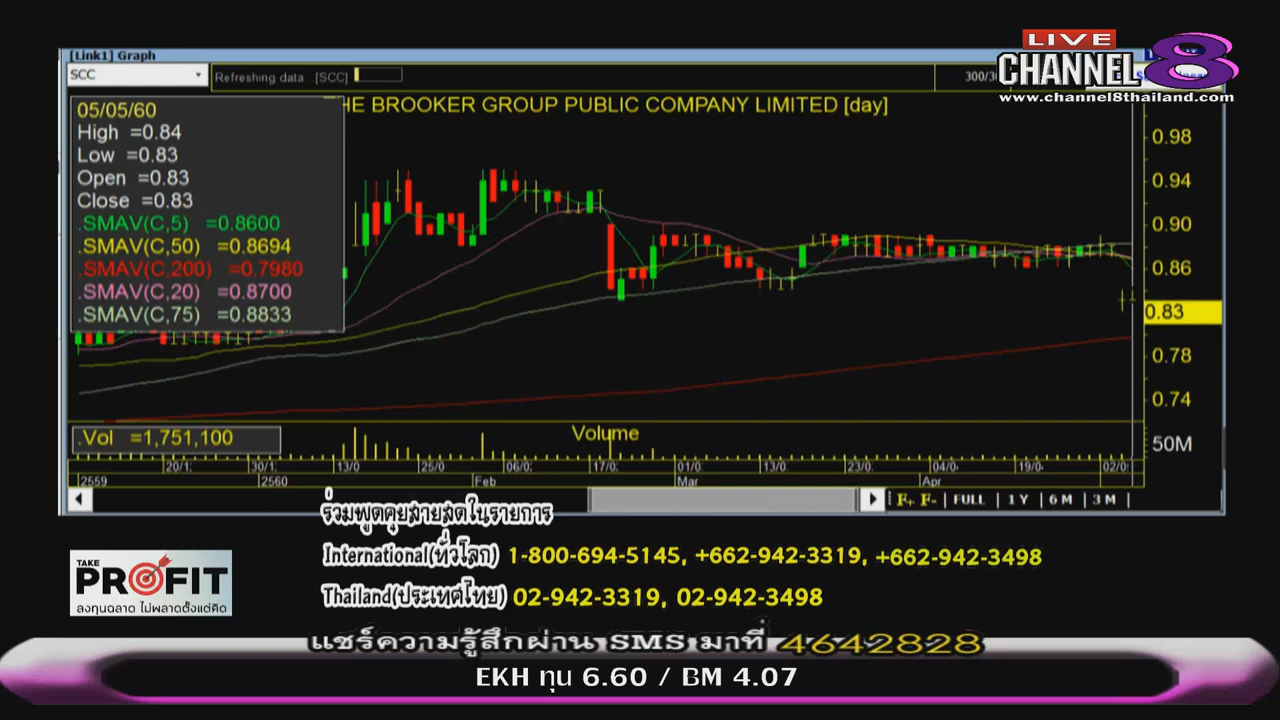 [Link1] Graph
LIVE
CHANNEL 8
www.channel8thailand.com
SCC
Refreshing data [SCC]
HE BROOKER GROUP PUBLIC COMPANY LIMITED [day]
05/05/60
High =0.84
Low =0.83
Open =0.83
Close =0.83
.SMAV(C,5) =0.8600
.SMAV(C,50) =0.8694
.SMAV(C,200) =0.7980
.SMAV(C,20) =0.8700
.SMAV(C,75) =0.8833
0.98
0.94
0.90
0.86
0.83
0.78
0.74
.Vol =1,751,100
Volume
50M
20/1 30/1 13/0 25/0 06/0 17/0 01/0 13/0 23/0 04/0 19/0 02/0
2559 2560 Feb Mar Apr
F+ F- FULL 1 Y 6 M 3 M
ร่วมพูดคุยสายสดในรายการ
International(ทั่วโลก) 1-800-694-5145, +662-942-3319, +662-942-3498
Thailand(ประเทศไทย) 02-942-3319, 02-942-3498
TAKE
PROFIT
ลงทุนฉลาด ไม่พลาดตั้งแต่คิด
แชร์ความรู้สึกผ่าน SMS มาที่ 4642828
EKH ทุน 6.60 / BM 4.07